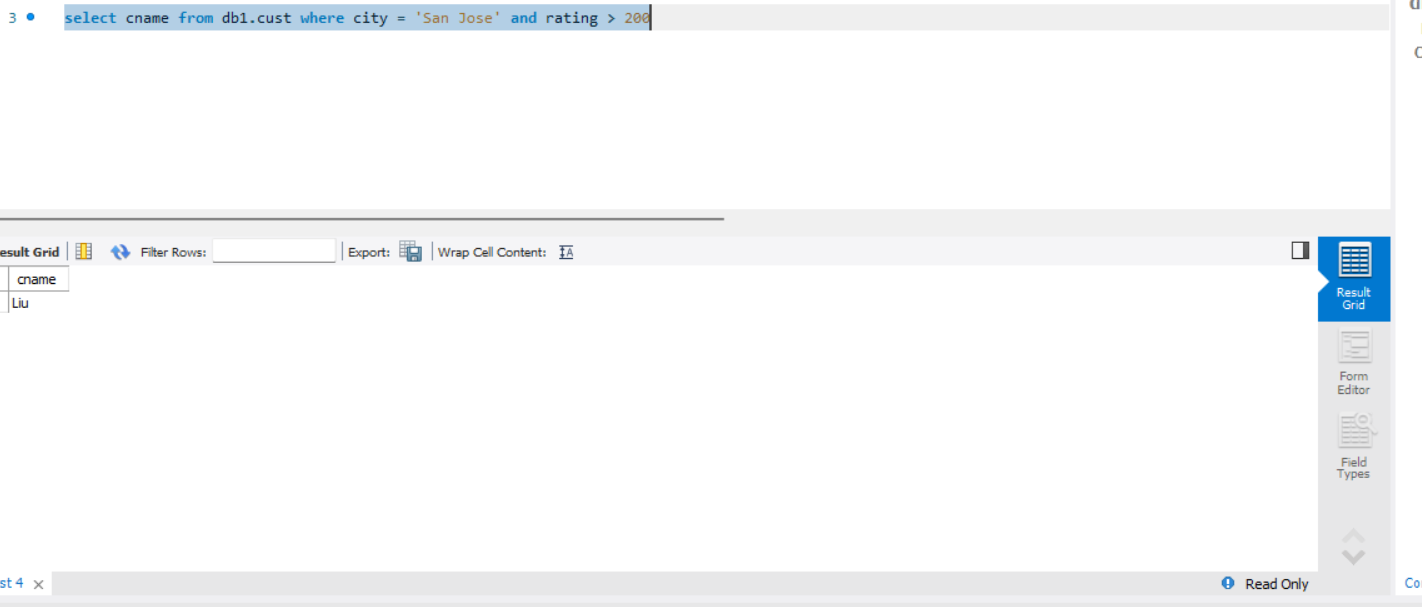 3 select cname from db1.cust where city = 'San Jose' and rating > 200
Result Grid Filter Rows: Export: Wrap Cell Content:
cname
Liu
Result
Grid
Form
Editor
Field
Types
st 4
Read Only